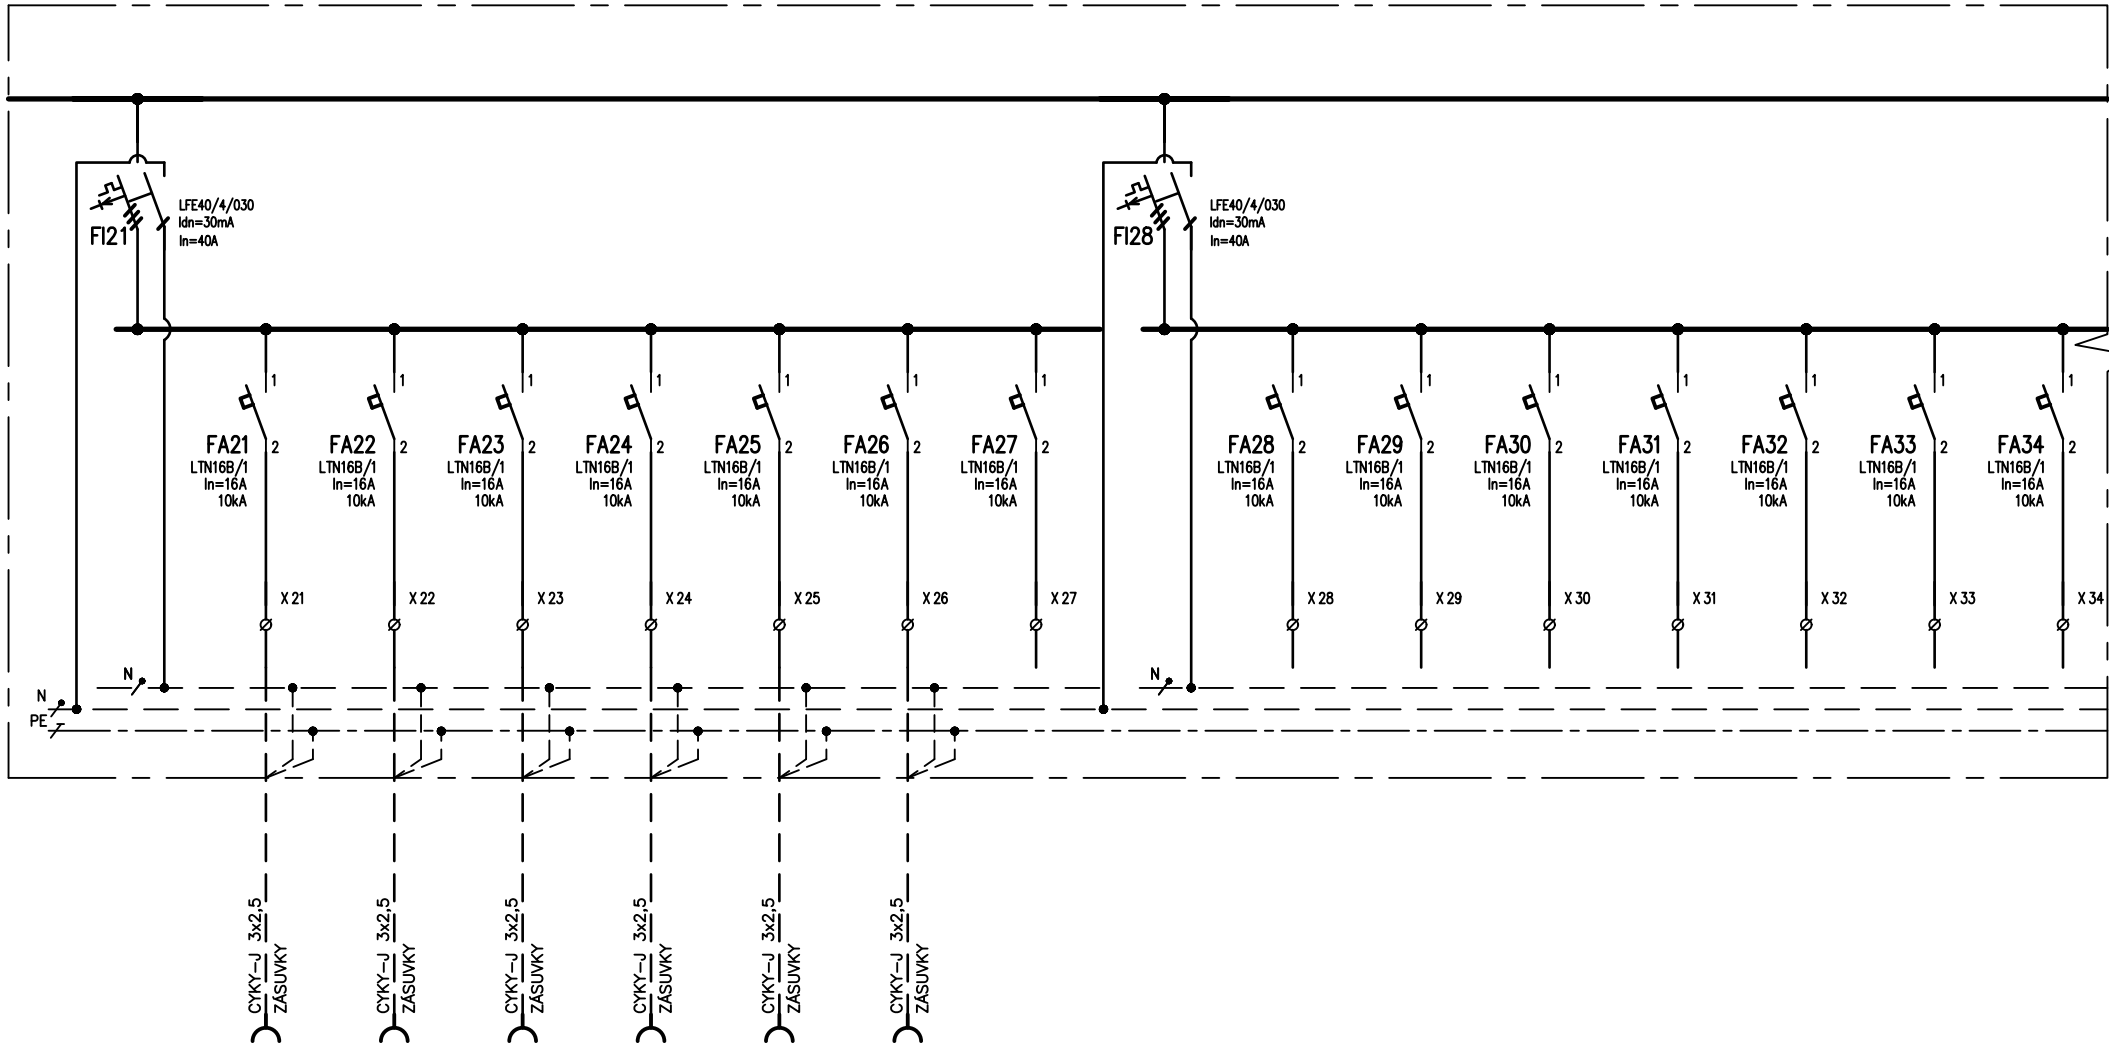 LFE40/4/030
Idn=30mA
In=40A
FI21
LFE40/4/030
Idn=30mA
In=40A
FI28
1
1
1
1
1
1
1
1
1
1
1
1
1
1
FA21 2
LTN16B/1
In=16A
10kA
FA22 2
LTN16B/1
In=16A
10kA
FA23 2
LTN16B/1
In=16A
10kA
FA24 2
LTN16B/1
In=16A
10kA
FA25 2
LTN16B/1
In=16A
10kA
FA26 2
LTN16B/1
In=16A
10kA
FA27 2
LTN16B/1
In=16A
10kA
FA28 2
LTN16B/1
In=16A
10kA
FA29 2
LTN16B/1
In=16A
10kA
FA30 2
LTN16B/1
In=16A
10kA
FA31 2
LTN16B/1
In=16A
10kA
FA32 2
LTN16B/1
In=16A
10kA
FA33 2
LTN16B/1
In=16A
10kA
FA34 2
LTN16B/1
In=16A
10kA
X 21
X 22
X 23
X 24
X 25
X 26
X 27
X 28
X 29
X 30
X 31
X 32
X 33
X 34
N
N
N
PE
CYKY-J 3x2,5
ZÁSUVKY
CYKY-J 3x2,5
ZÁSUVKY
CYKY-J 3x2,5
ZÁSUVKY
CYKY-J 3x2,5
ZÁSUVKY
CYKY-J 3x2,5
ZÁSUVKY
CYKY-J 3x2,5
ZÁSUVKY